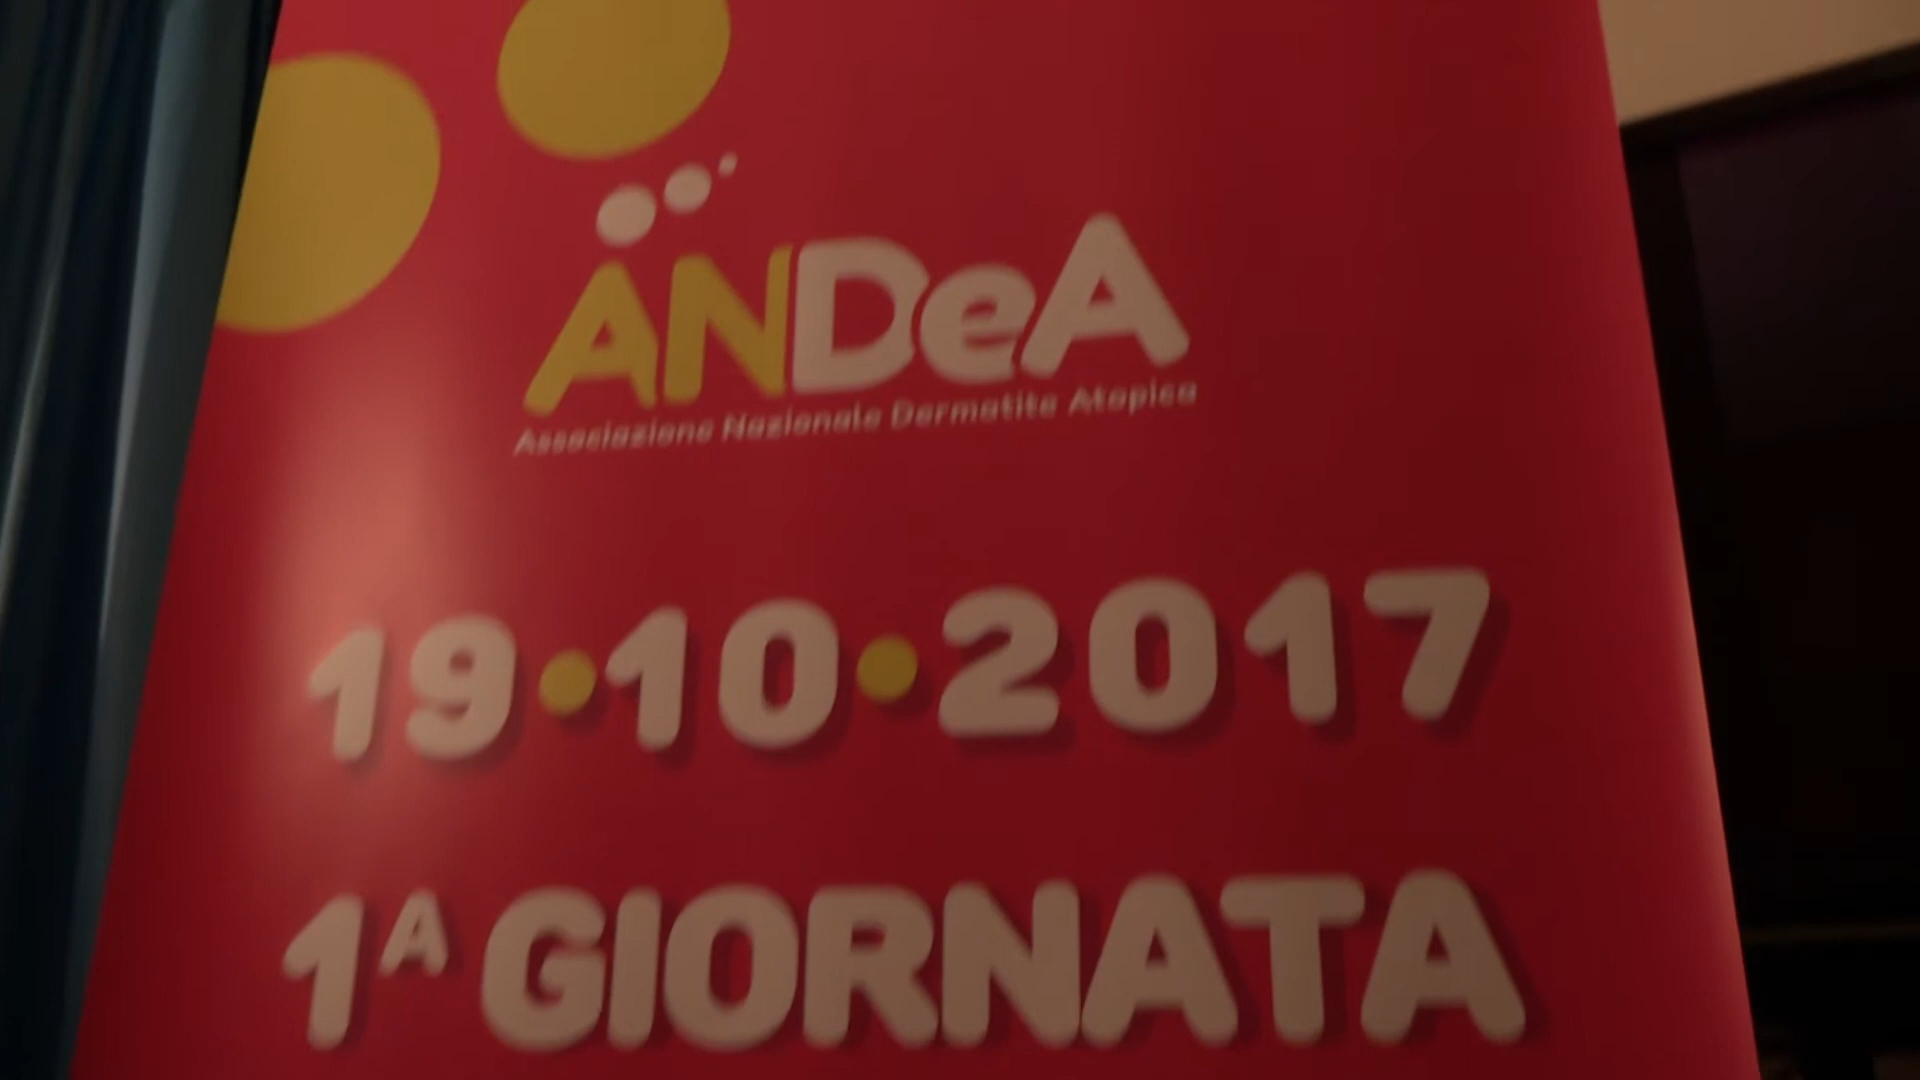 ANDeA
Associazione Nazionale Dermatite Atopica
19•10•2017
1A GIORNATA